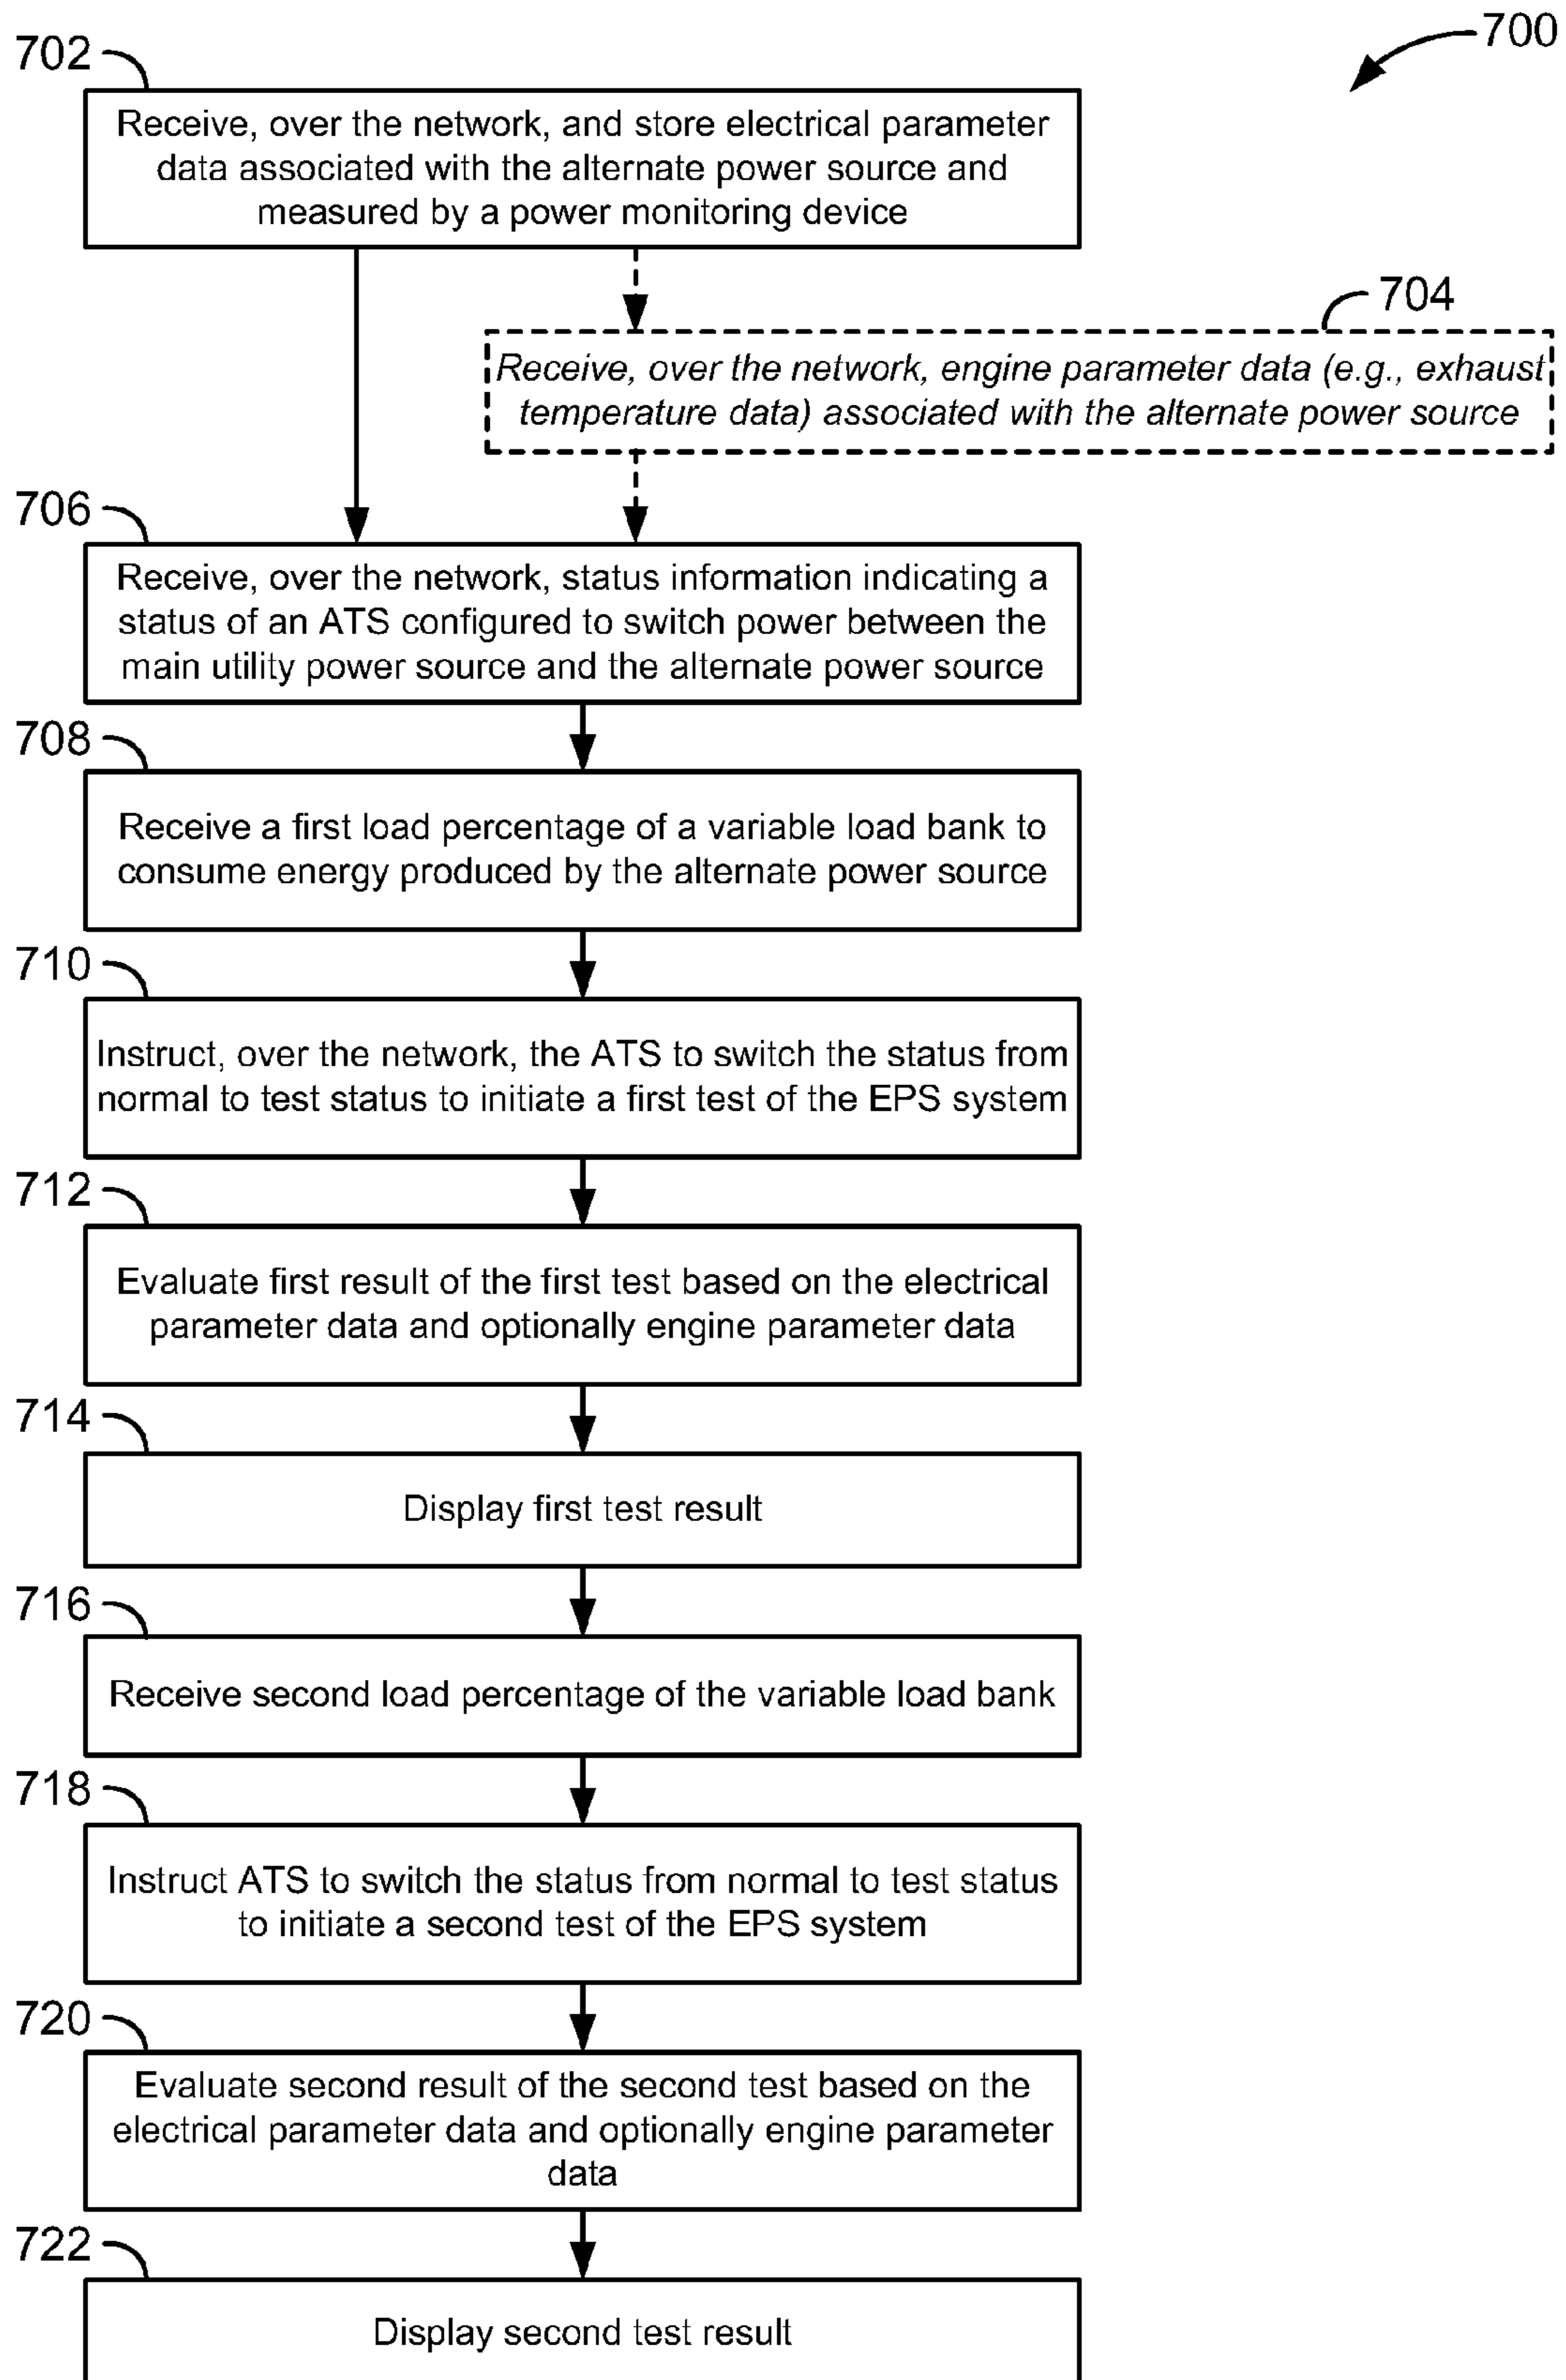 700
702
Receive, over the network, and store electrical parameter
data associated with the alternate power source and
measured by a power monitoring device
704
Receive, over the network, engine parameter data (e.g., exhaust
temperature data) associated with the alternate power source
706
Receive, over the network, status information indicating a
status of an ATS configured to switch power between the
main utility power source and the alternate power source
708
Receive a first load percentage of a variable load bank to
consume energy produced by the alternate power source
710
Instruct, over the network, the ATS to switch the status from
normal to test status to initiate a first test of the EPS system
712
Evaluate first result of the first test based on the electrical
parameter data and optionally engine parameter data
714
Display first test result
716
Receive second load percentage of the variable load bank
718
Instruct ATS to switch the status from normal to test status
to initiate a second test of the EPS system
720
Evaluate second result of the second test based on the
electrical parameter data and optionally engine parameter
data
722
Display second test result